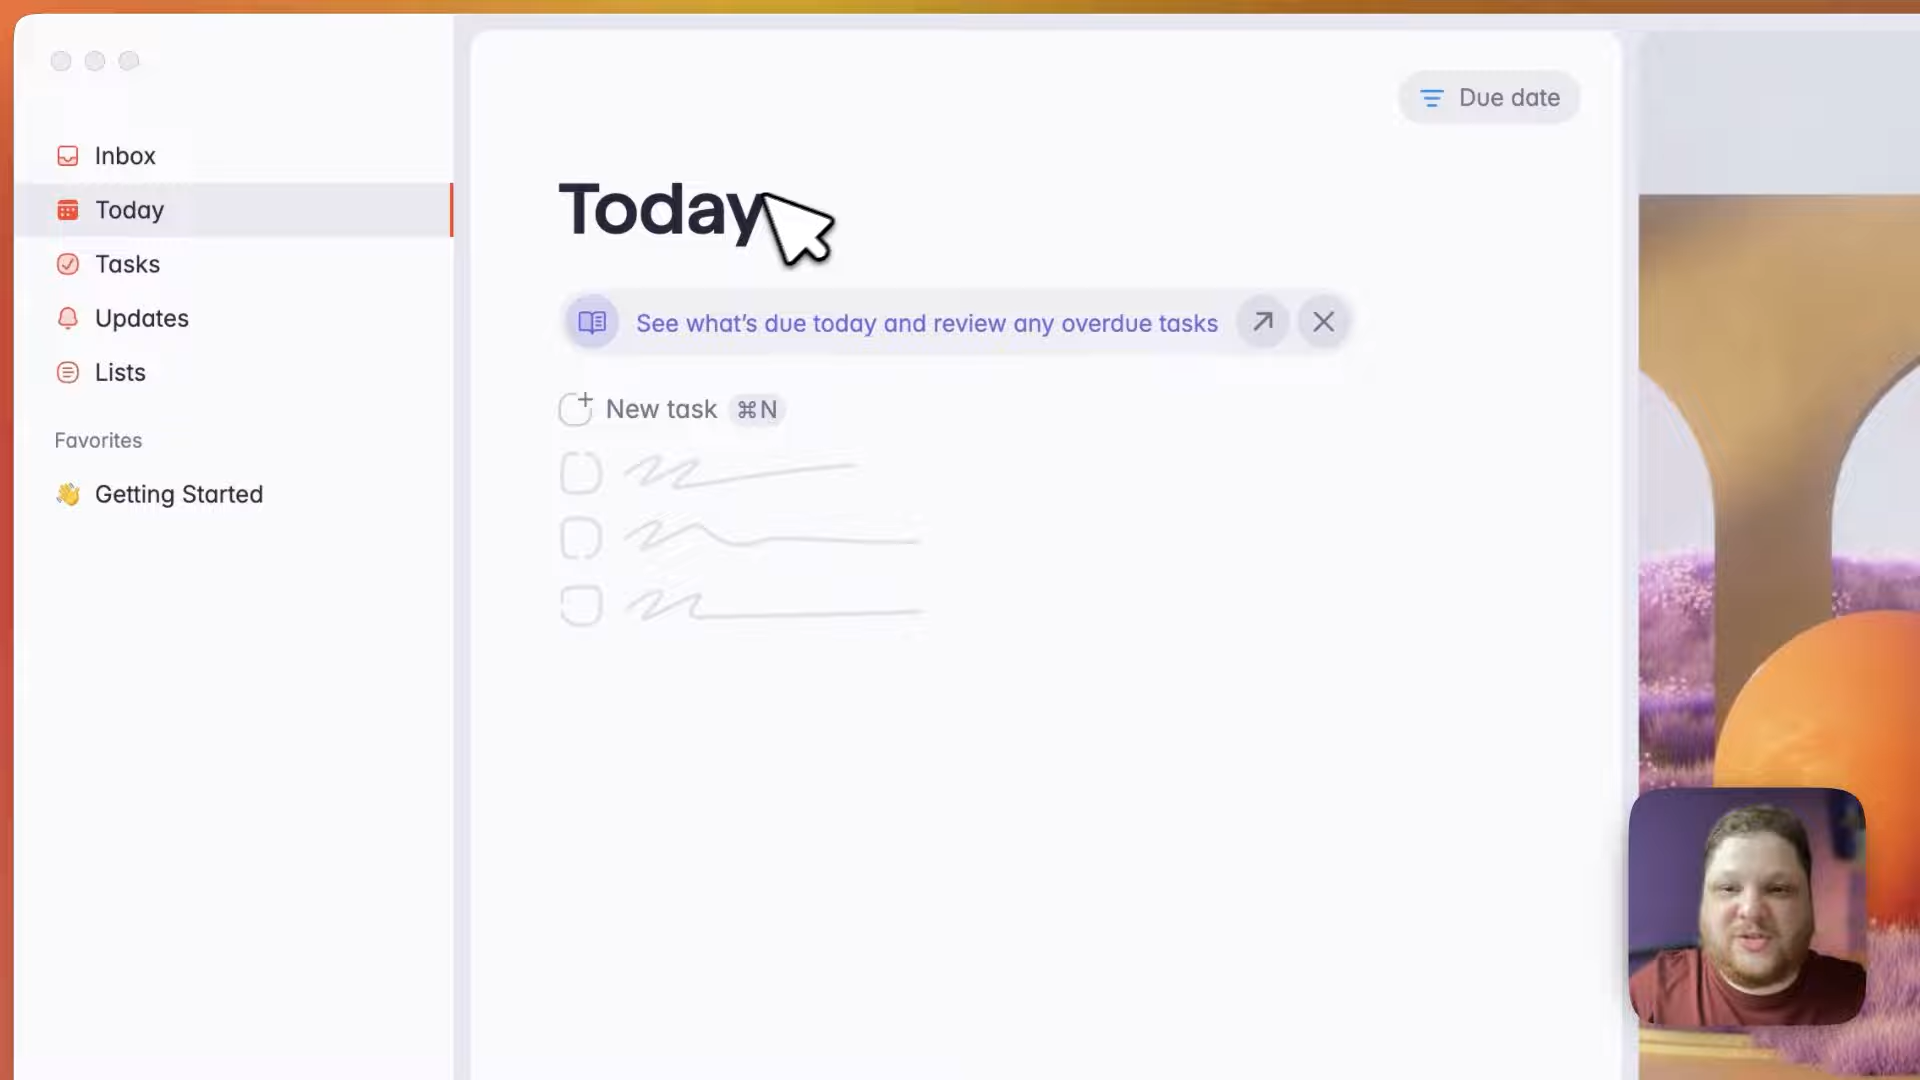 Inbox
Today
Tasks
Updates
Lists
Favorites
Getting Started
Due date
Today
See what's due today and review any overdue tasks
New task ⌘N